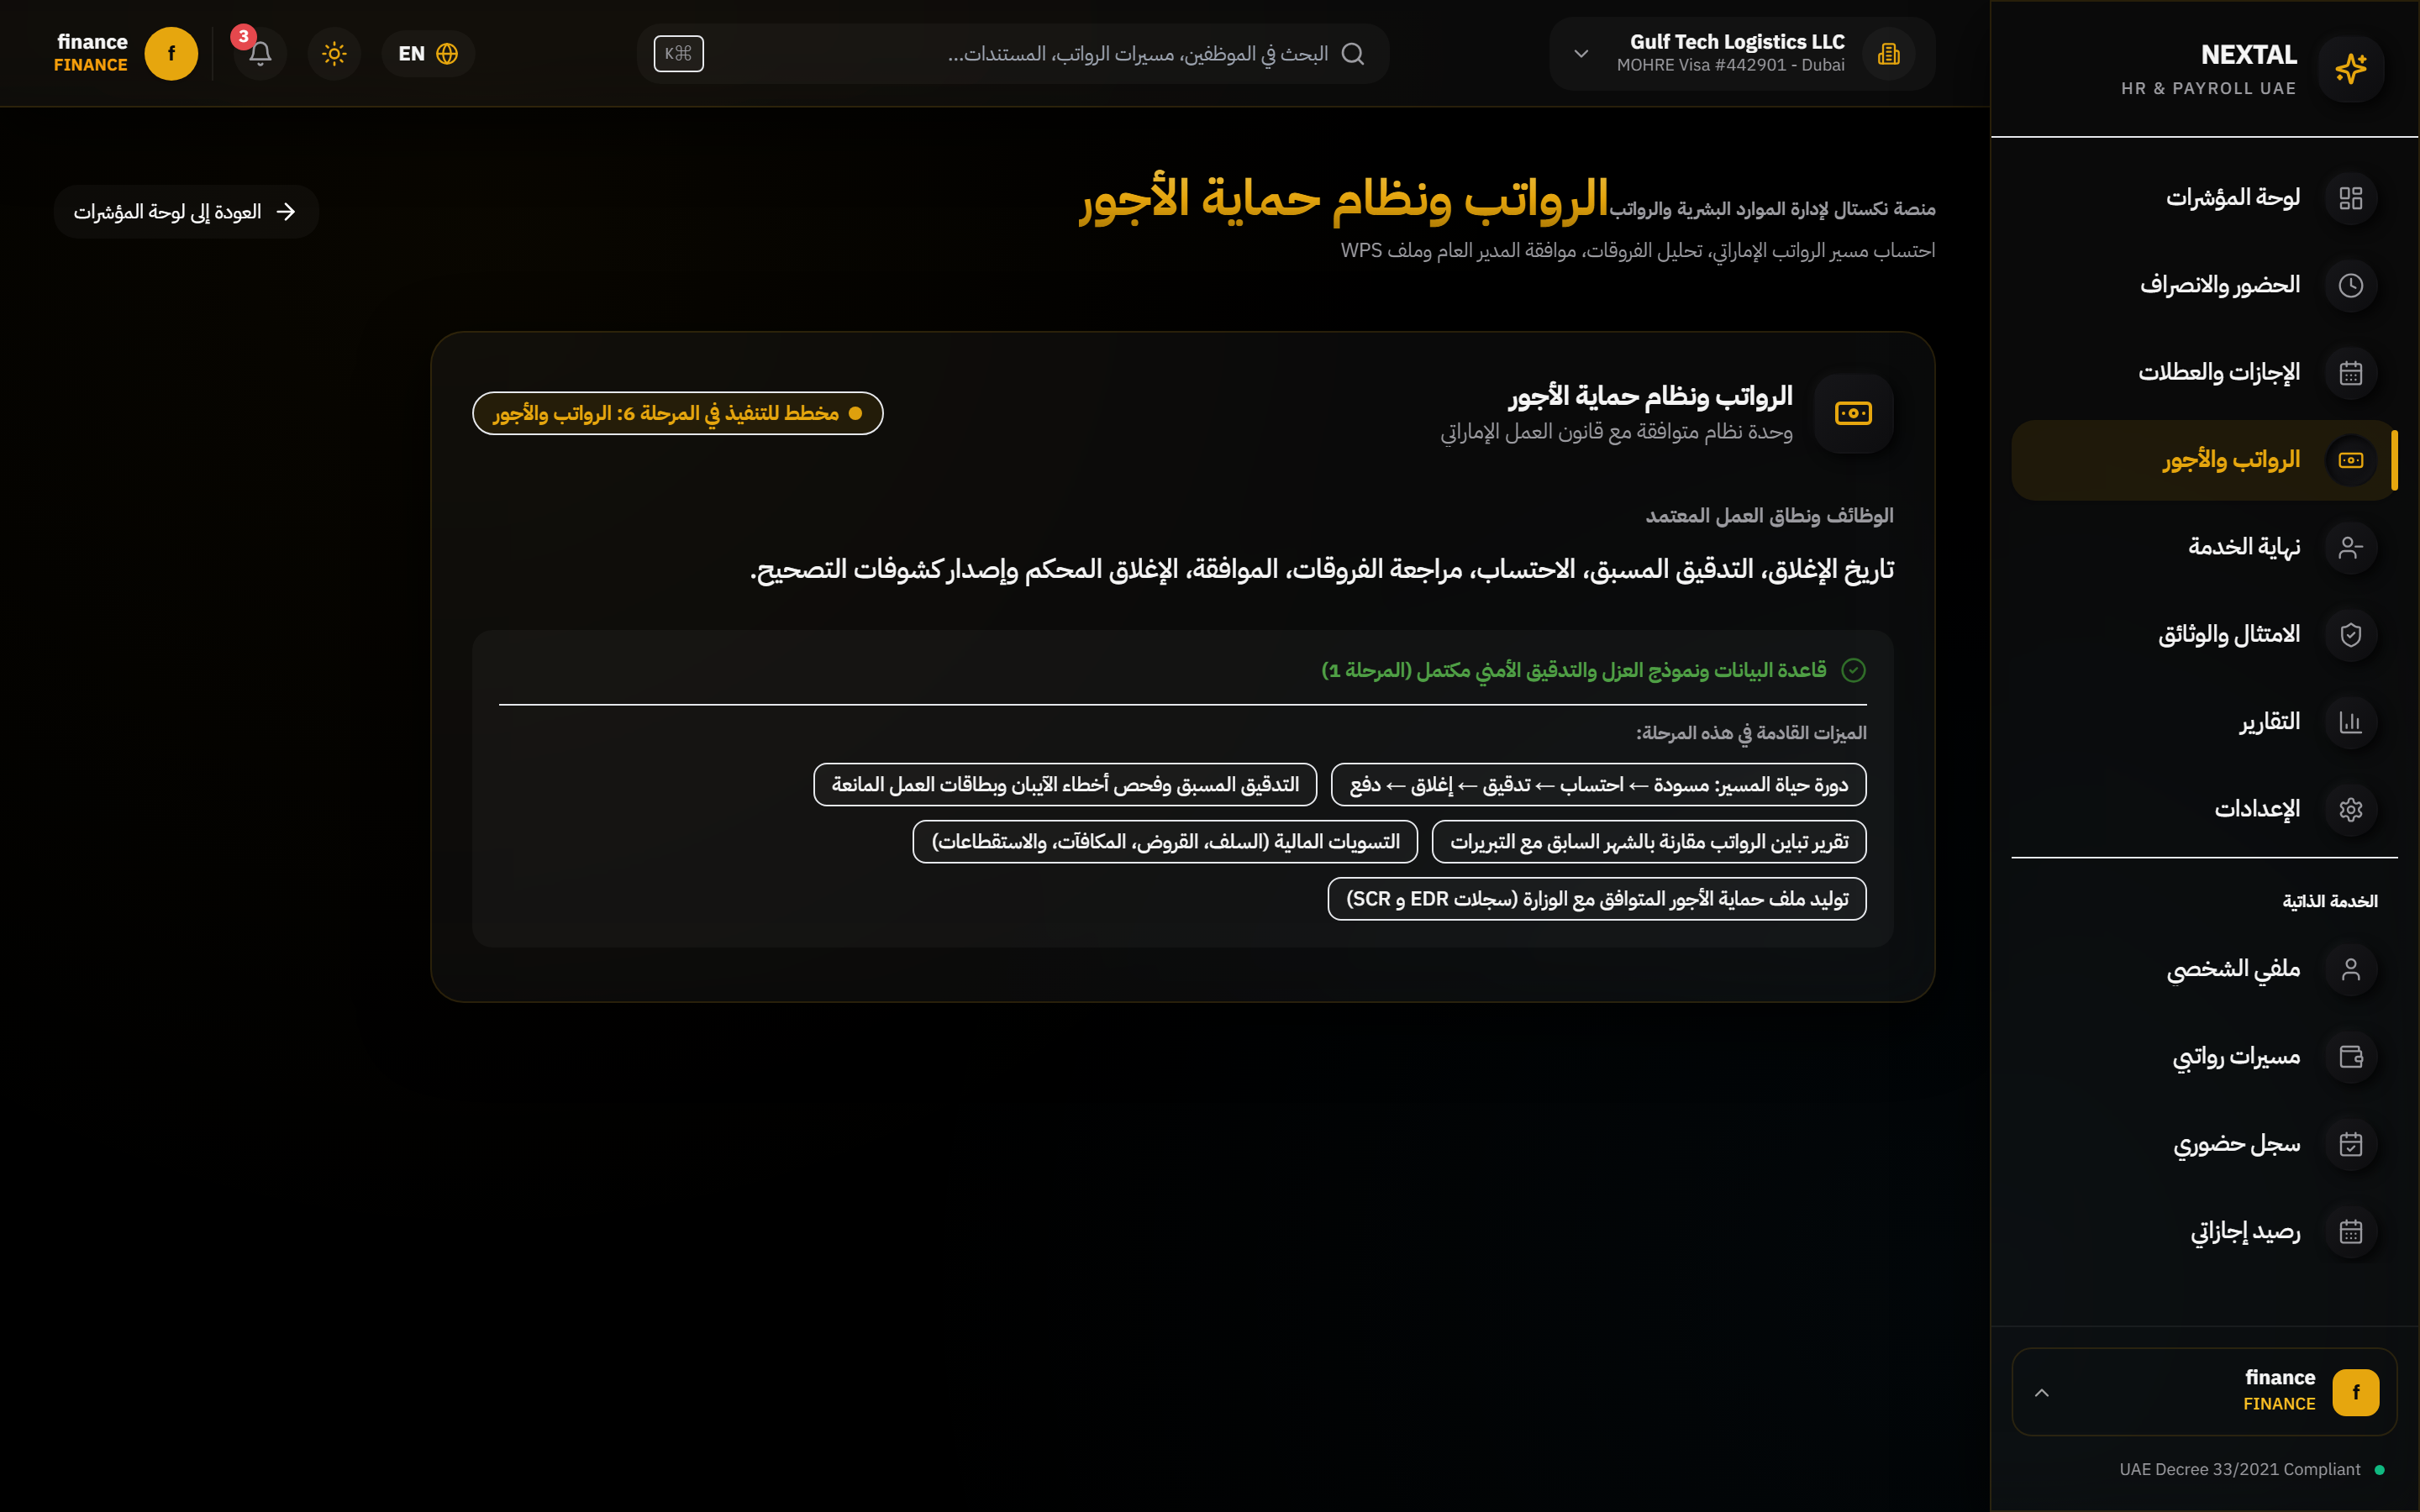 NEXTAL
HR & PAYROLL UAE
لوحة المؤشرات
الحضور والانصراف
الإجازات والعطلات
الرواتب والأجور
نهاية الخدمة
الامتثال والوثائق
التقارير
الإعدادات
الخدمة الذاتية
ملفي الشخصي
مسيرات رواتبي
سجل حضوري
رصيد إجازاتي
f
finance
FINANCE
UAE Decree 33/2021 Compliant
Gulf Tech Logistics LLC
MOHRE Visa #442901 - Dubai
البحث في الموظفين، مسيرات الرواتب، المستندات...
⌘K
EN
3
f
finance
FINANCE
منصة نكستال لإدارة الموارد البشرية والرواتب الرواتب ونظام حماية الأجور
احتساب مسير الرواتب الإماراتي، تحليل الفروقات، موافقة المدير العام وملف WPS
العودة إلى لوحة المؤشرات
الرواتب ونظام حماية الأجور
وحدة نظام متوافقة مع قانون العمل الإماراتي
مخطط للتنفيذ في المرحلة 6: الرواتب والأجور
الوظائف ونطاق العمل المعتمد
تاريخ الإغلاق، التدقيق المسبق، الاحتساب، مراجعة الفروقات، الموافقة، الإغلاق المحكم وإصدار كشوفات التصحيح.
قاعدة البيانات ونموذج العزل والتدقيق الأمني مكتمل (المرحلة 1)
الميزات القادمة في هذه المرحلة:
دورة حياة المسير: مسودة ← احتساب ← تدقيق ← إغلاق ← دفع
التدقيق المسبق وفحص أخطاء الآيبان وبطاقات العمل المانعة
تقرير تباين الرواتب مقارنة بالشهر السابق مع التبريرات
التسويات المالية (السلف، القروض، المكافآت، والاستقطاعات)
توليد ملف حماية الأجور المتوافق مع الوزارة (سجلات EDR و SCR)